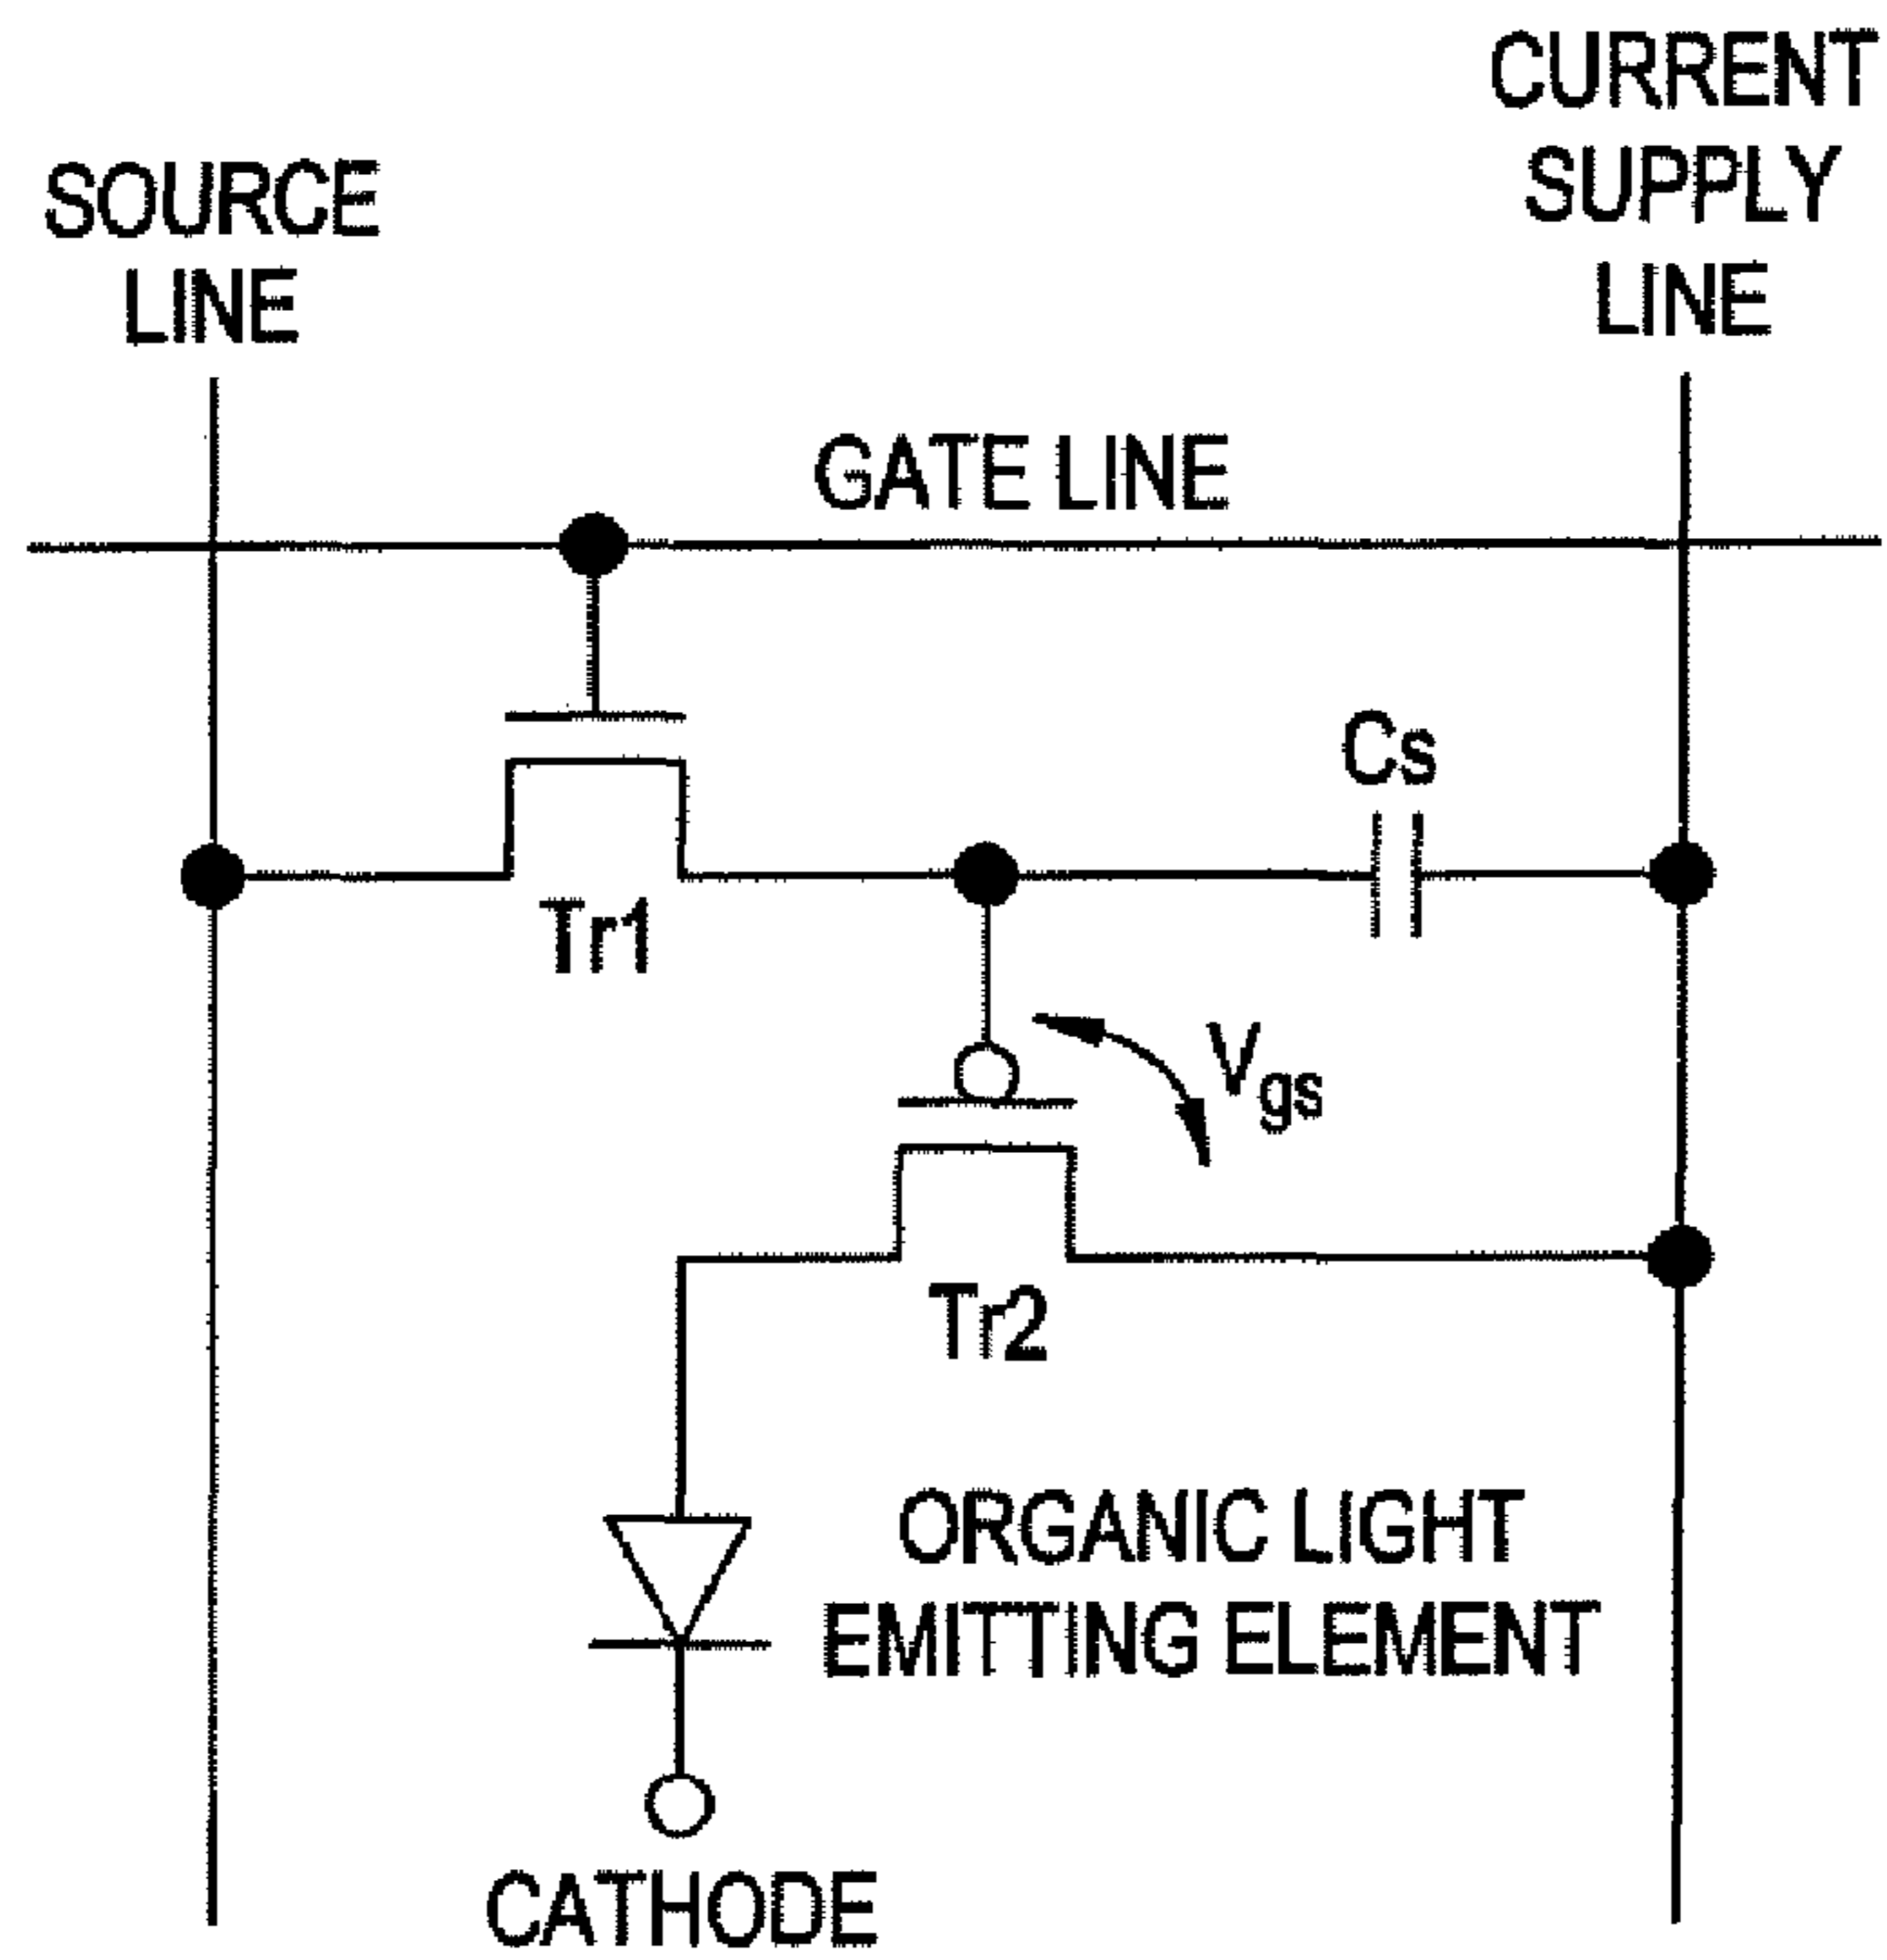 CURRENT
SUPPLY
LINE
SOURCE
LINE
GATE LINE
Cs
Tr1
Vgs
Tr2
ORGANIC LIGHT
EMITTING ELEMENT
CATHODE